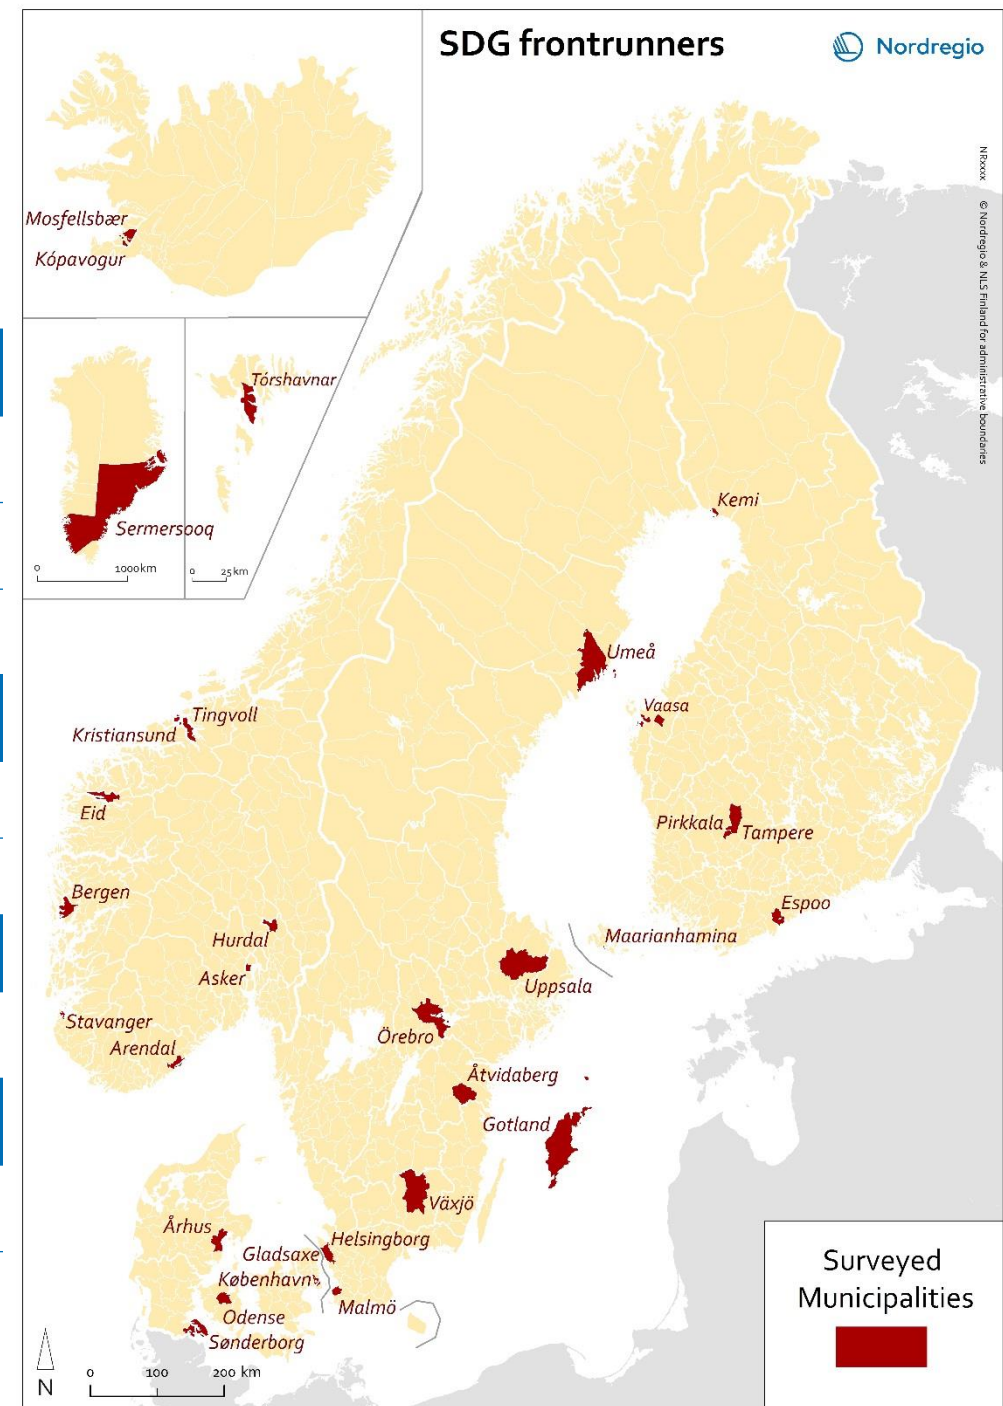 SDG frontrunners
Nordregio
NRxxxx © Nordregio & NLS Finland for administrative boundaries
Mosfellsbær
Kópavogur
Tórshavnar
Sermersooq
0 1000km
0 25km
Kemi
Umeå
Vaasa
Tingvoll
Kristiansund
Eid
Pirkkala
Tampere
Bergen
Espoo
Hurdal
Maarianhamina
Asker
Uppsala
Stavanger
Örebro
Arendal
Åtvidaberg
Gotland
Växjö
Århus
Helsingborg
Gladsaxe
København
Malmö
Odense
Sønderborg
Surveyed
Municipalities
N
0 100 200 km